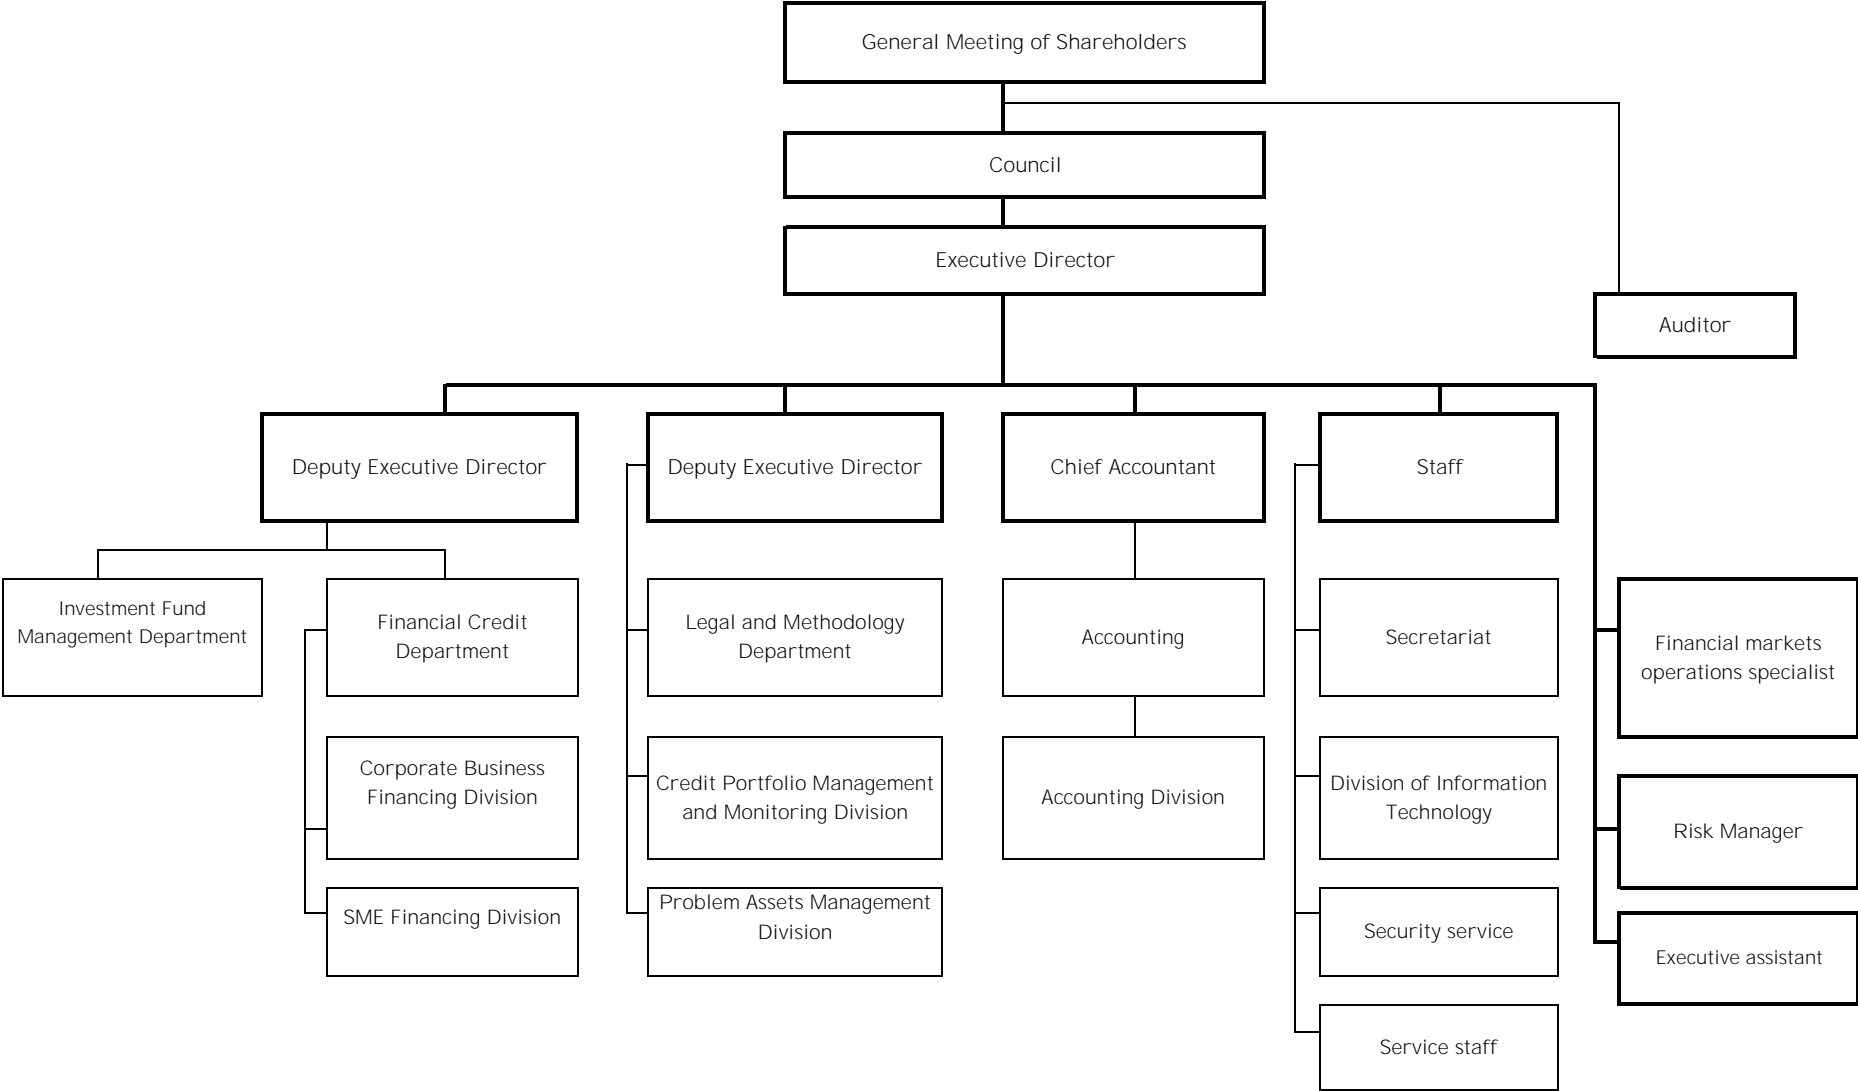 General Meeting of Shareholders
Council
Executive Director
Auditor
Deputy Executive Director
Deputy Executive Director
Chief Accountant
Staff
Investment Fund
Management Department
Financial Credit
Department
Legal and Methodology
Department
Accounting
Secretariat
Financial markets
operations specialist
Corporate Business
Financing Division
Credit Portfolio Management
and Monitoring Division
Accounting Division
Division of Information
Technology
Risk Manager
SME Financing Division
Problem Assets Management
Division
Security service
Executive assistant
Service staff